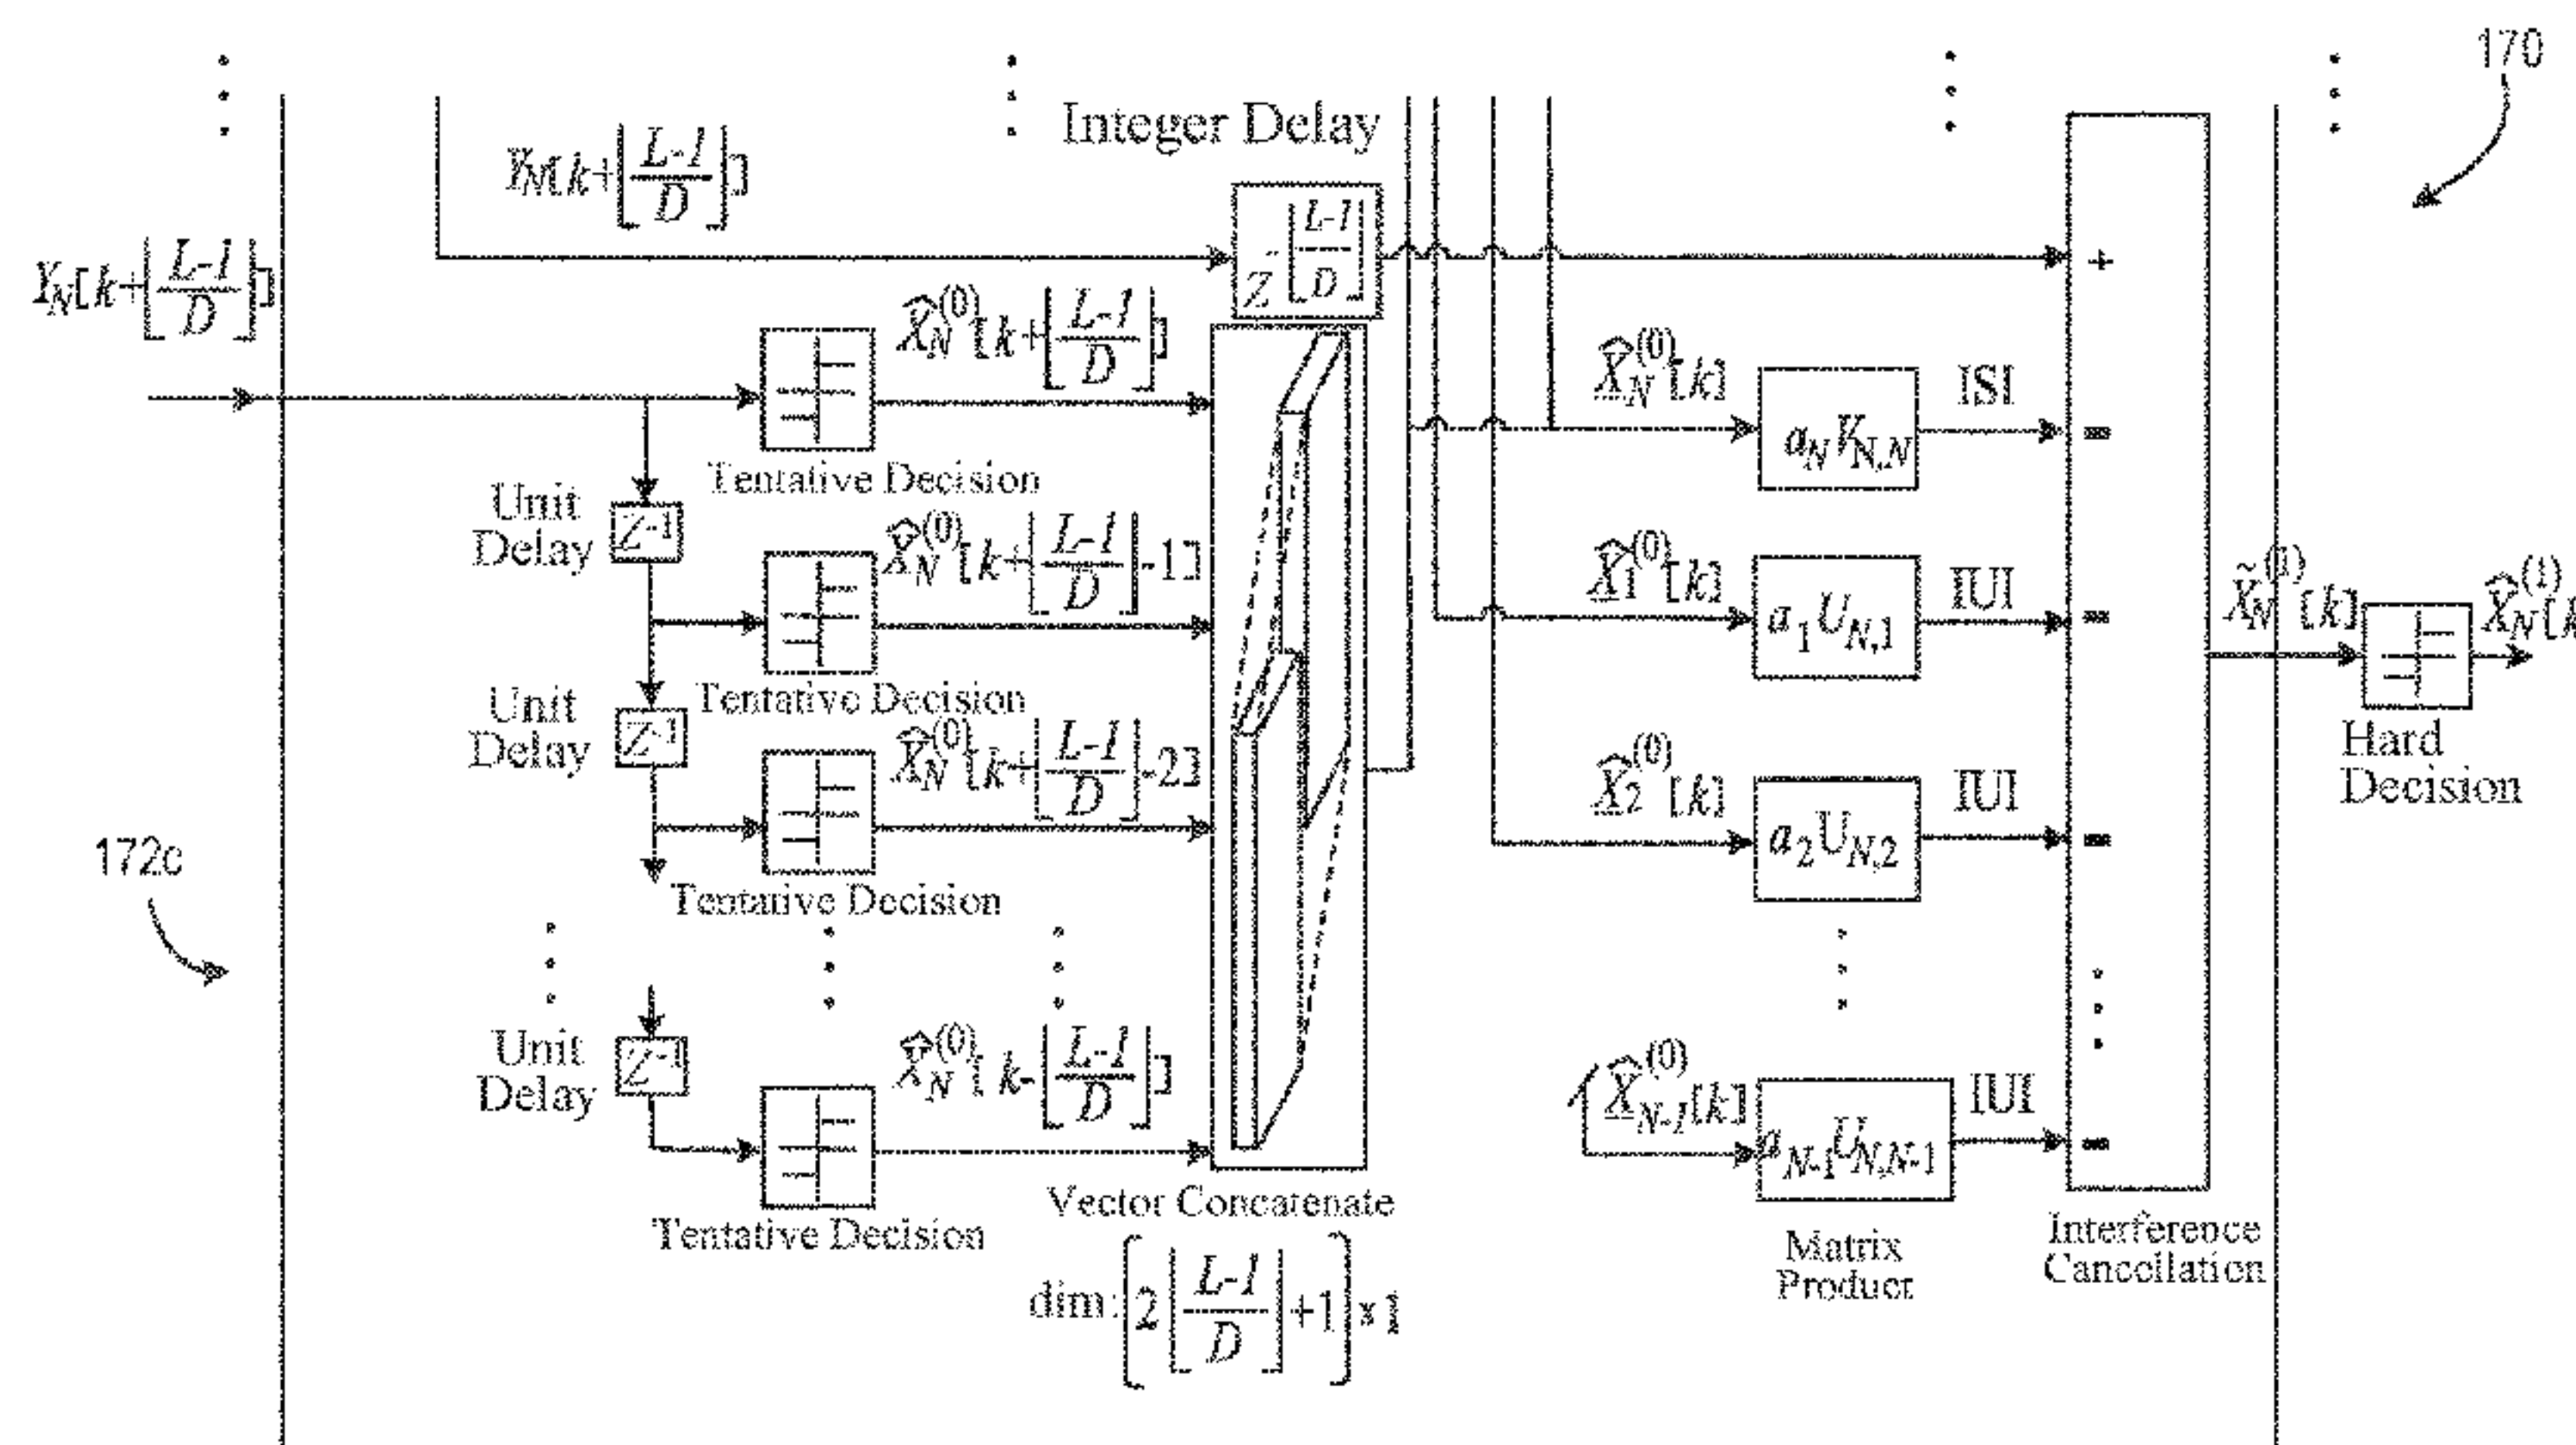 170
Integer Delay
Y_N[k+⌊L-1/D⌋]
Y_N[k+⌊L-1/D⌋]
Z^-⌊L-1/D⌋
+
X̂_N^(0)[k+⌊L-1/D⌋]
Tentative Decision
X̂_N^(0)[k]
a_N V_N,N
ISI
-
Unit
Delay
Z^-1
X̂_N^(0)[k+⌊L-1/D⌋-1]
Tentative Decision
X̂_1^(0)[k]
a_1 U_N,1
IUI
-
X̃_N^(1)[k]
X̂_N^(1)[k
Hard
Decision
Unit
Delay
Z^-1
X̂_N^(0)[k+⌊L-1/D⌋-2]
Tentative Decision
X̂_2^(0)[k]
a_2 U_N,2
IUI
-
172c
Unit
Delay
Z^-1
X̂_N^(0)[k-⌊L-1/D⌋]
Tentative Decision
X̂_N-1^(0)[k]
a_N-1 U_N,N-1
IUI
-
Vector Concatenate
dim:(2⌊L-1/D⌋+1)x1
Matrix
Product
Interference
Cancellation